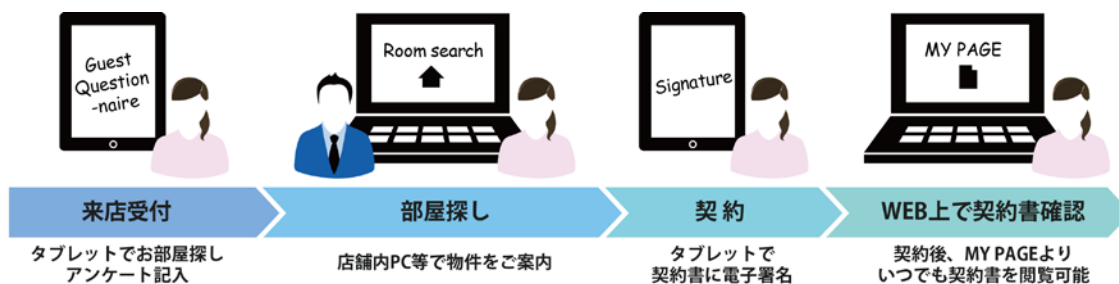 Guest
Question
-naire
Room search
Signature
MY PAGE
来店受付
部屋探し
契約
WEB上で契約書確認
タブレットでお部屋探し
アンケート記入
店舗内PC等で物件をご案内
タブレットで
契約書に電子署名
契約後、MY PAGEより
いつでも契約書を閲覧可能